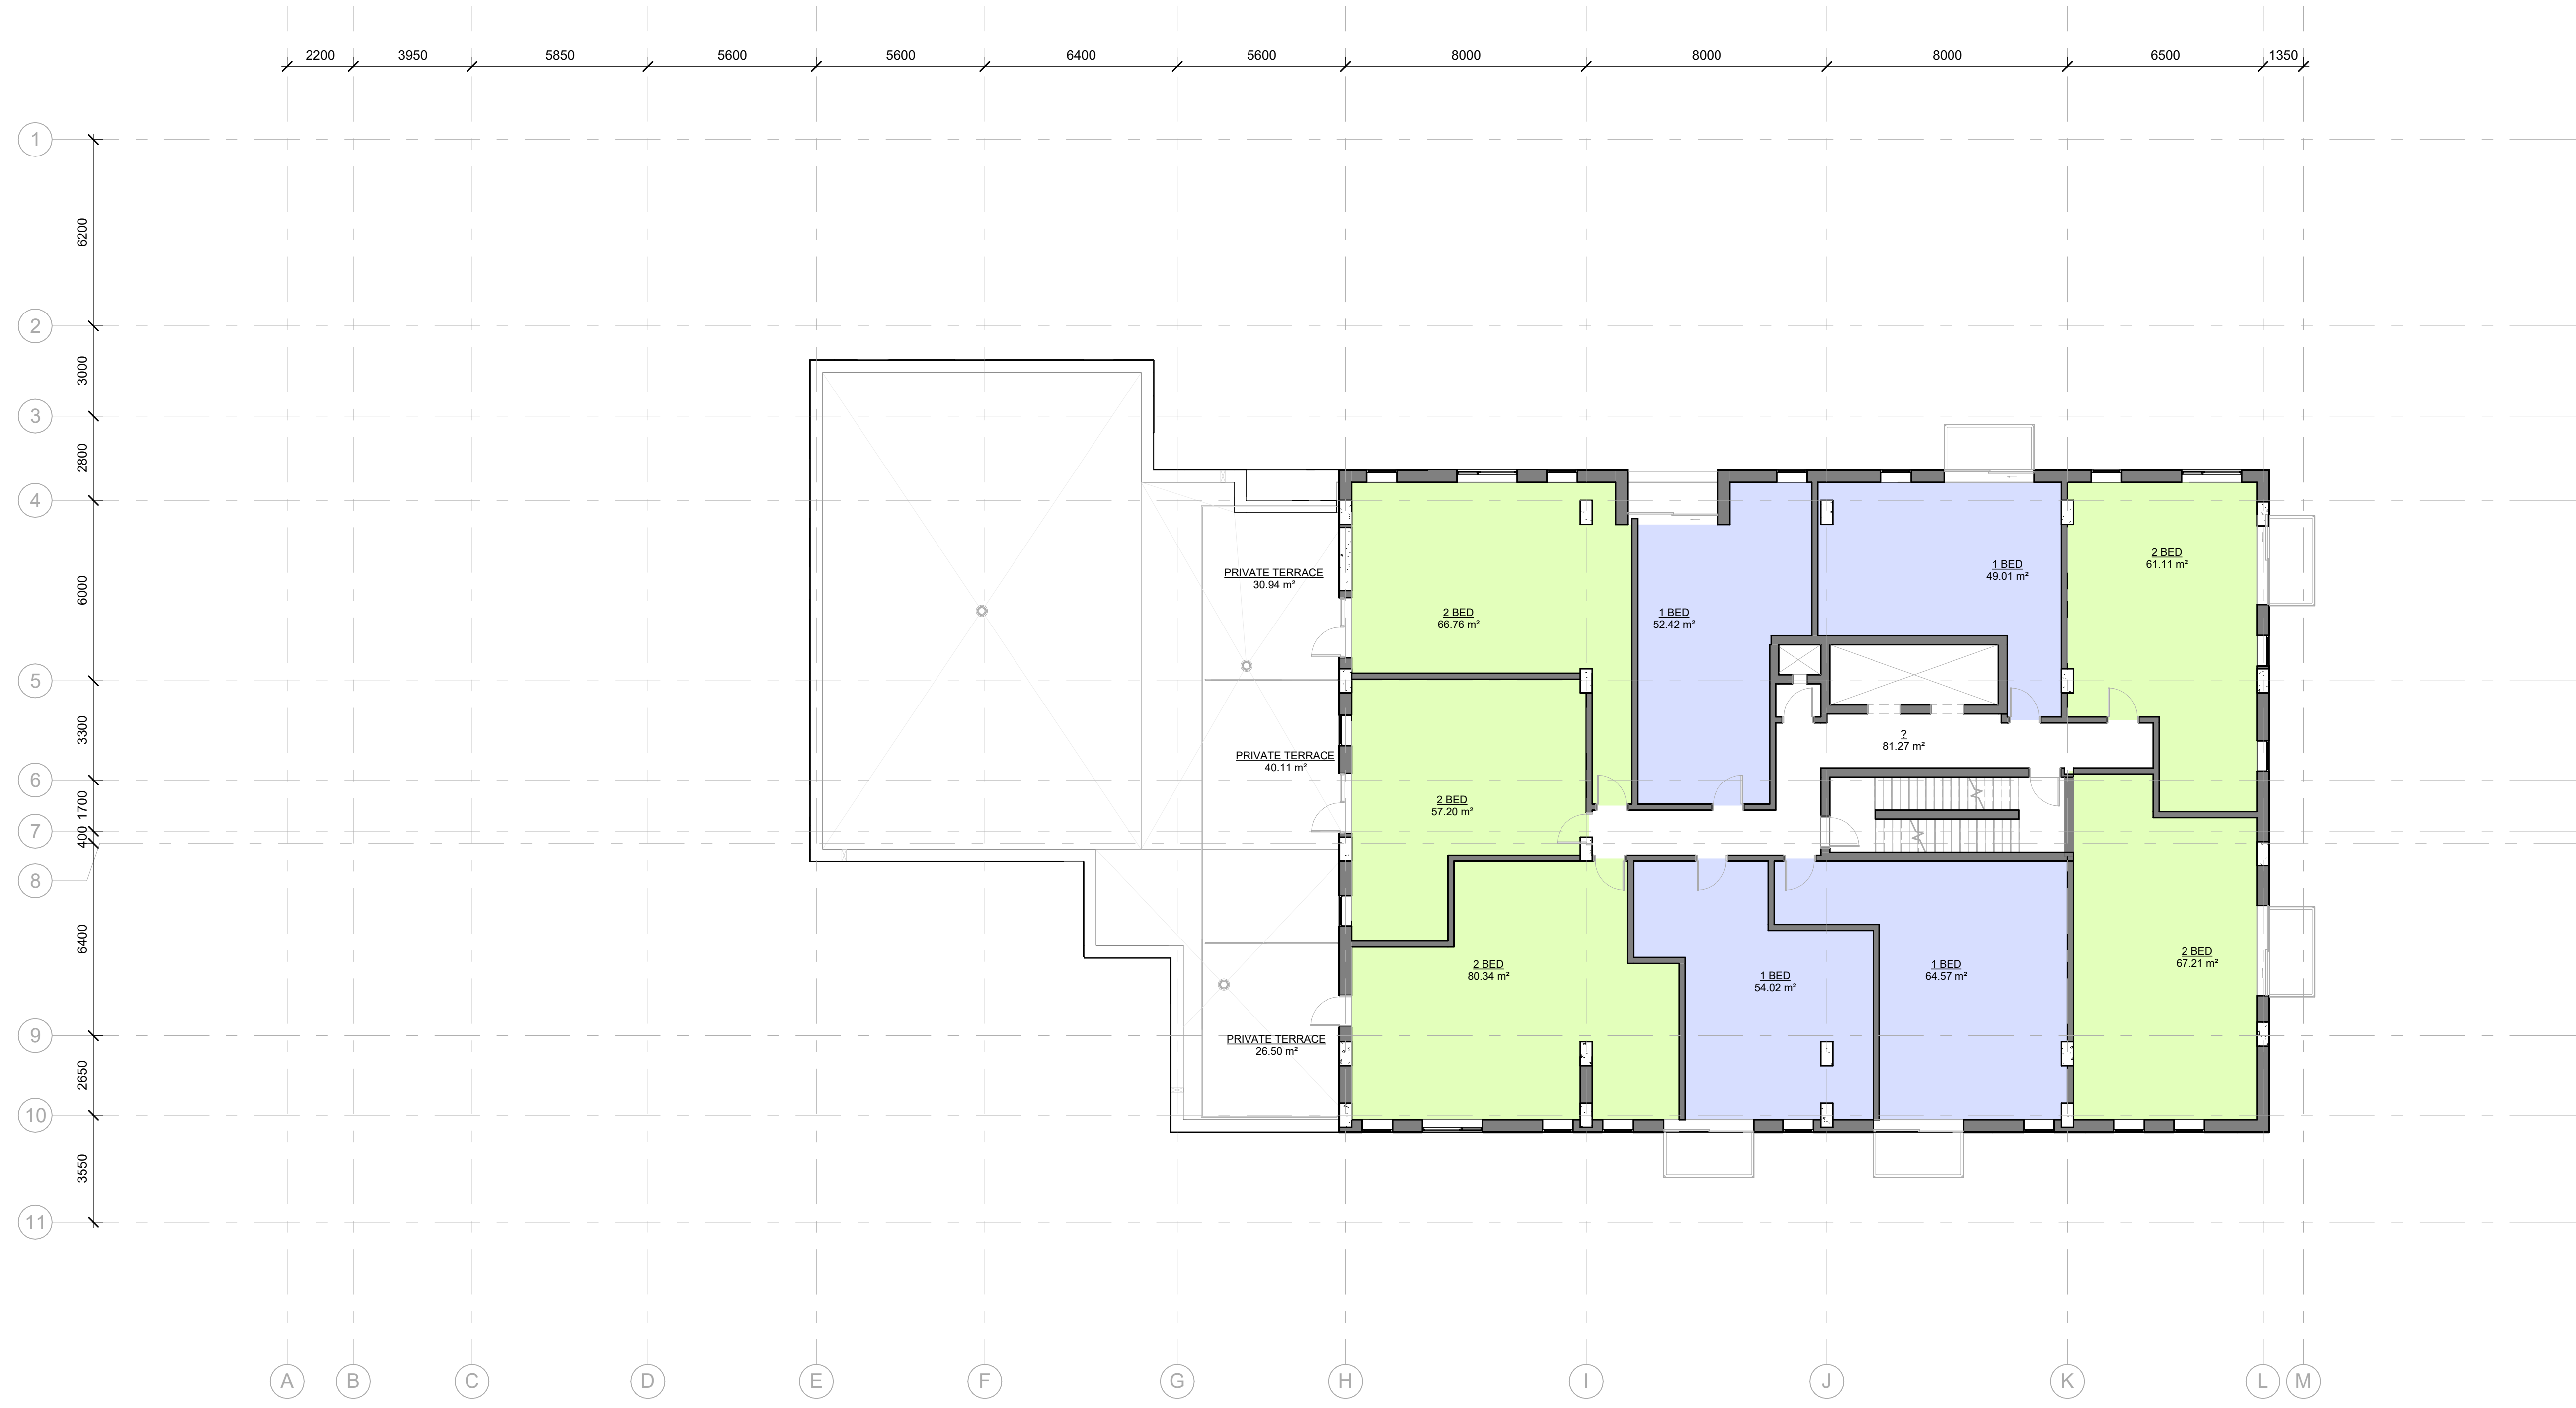 2200 3950 5850 5600 5600 6400 5600 8000 8000 8000 6500 1350
1
6200
2
3000
3
2800
4
6000
5
3300
6
1700
7
400
8
6400
9
2650
10
3550
11
PRIVATE TERRACE
30.94 m²
2 BED
66.76 m²
1 BED
52.42 m²
1 BED
49.01 m²
2 BED
61.11 m²
PRIVATE TERRACE
40.11 m²
2 BED
57.20 m²
?
81.27 m²
PRIVATE TERRACE
26.50 m²
2 BED
80.34 m²
1 BED
54.02 m²
1 BED
64.57 m²
2 BED
67.21 m²
A B C D E F G H I J K L M